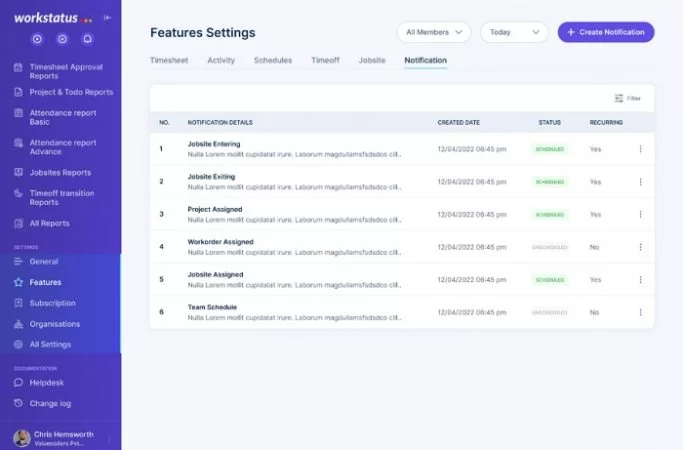 workstatus
Timesheet Approval
Reports
Project & Todo Reports
Attendance report
Basic
Attendance report
Advance
Jobsites Reports
Timeoff transition
Reports
All Reports
SETTINGS
General
Features
Subscription
Organisations
All Settings
DOCUMENTATION
Helpdesk
Change log
Chris Hemsworth
Valuecoders Pvt...
Features Settings
All Members
Today
+ Create Notification
Timesheet Activity Schedules Timeoff Jobsite Notification
Filter
NO. NOTIFICATION DETAILS CREATED DATE STATUS RECURRING
1 Jobsite Entering 12/04/2022 06:45 pm SCHEDULED Yes
Nulla Lorem mollit cupidatat irure. Laborum magdullamsfsdsdco cill..
2 Jobsite Exiting 12/04/2022 06:45 pm SCHEDULED Yes
Nulla Lorem mollit cupidatat irure. Laborum magdullamsfsdsdco cill..
3 Project Assigned 12/04/2022 06:45 pm SCHEDULED Yes
Nulla Lorem mollit cupidatat irure. Laborum magdullamsfsdsdco cill..
4 Workorder Assigned 12/04/2022 06:45 pm UNSCHEDULED No
Nulla Lorem mollit cupidatat irure. Laborum magdullamsfsdsdco cill..
5 Jobsite Assigned 12/04/2022 06:45 pm SCHEDULED Yes
Nulla Lorem mollit cupidatat irure. Laborum magdullamsfsdsdco cill..
6 Team Schedule 12/04/2022 06:45 pm UNSCHEDULED No
Nulla Lorem mollit cupidatat irure. Laborum magdullamsfsdsdco cill..